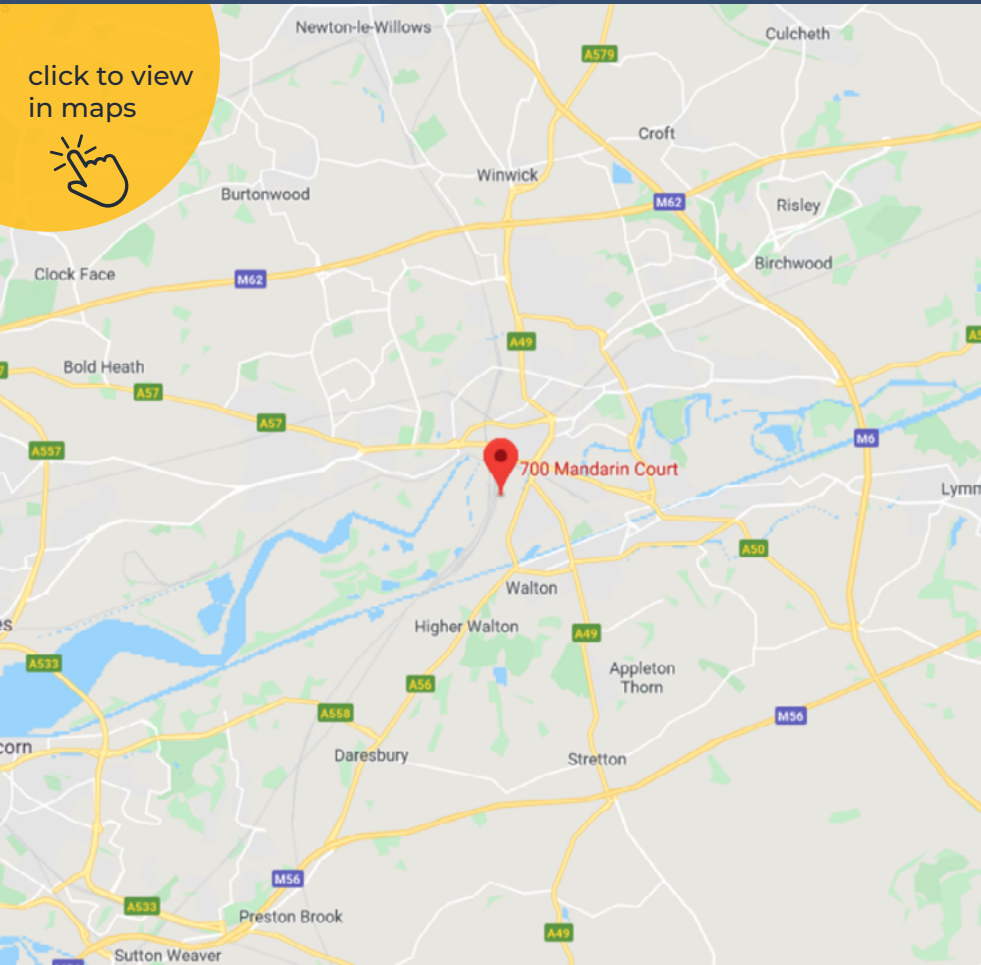 Newton-le-Willows
Culcheth
A579
click to view
in maps
Croft
Winwick
Burtonwood
M62
Risley
Birchwood
Clock Face
M62
A49
Bold Heath
A57
A57
M6
A557
700 Mandarin Court
A50
Walton
Higher Walton
A49
A533
Appleton
Thorn
A56
A558
M56
Daresbury
Stretton
M56
A533
Preston Brook
A49
Sutton Weaver